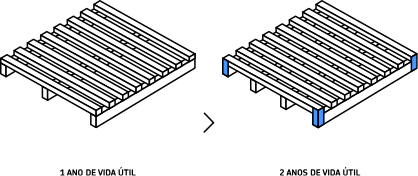 1 ANO DE VIDA ÚTIL
2 ANOS DE VIDA ÚTIL